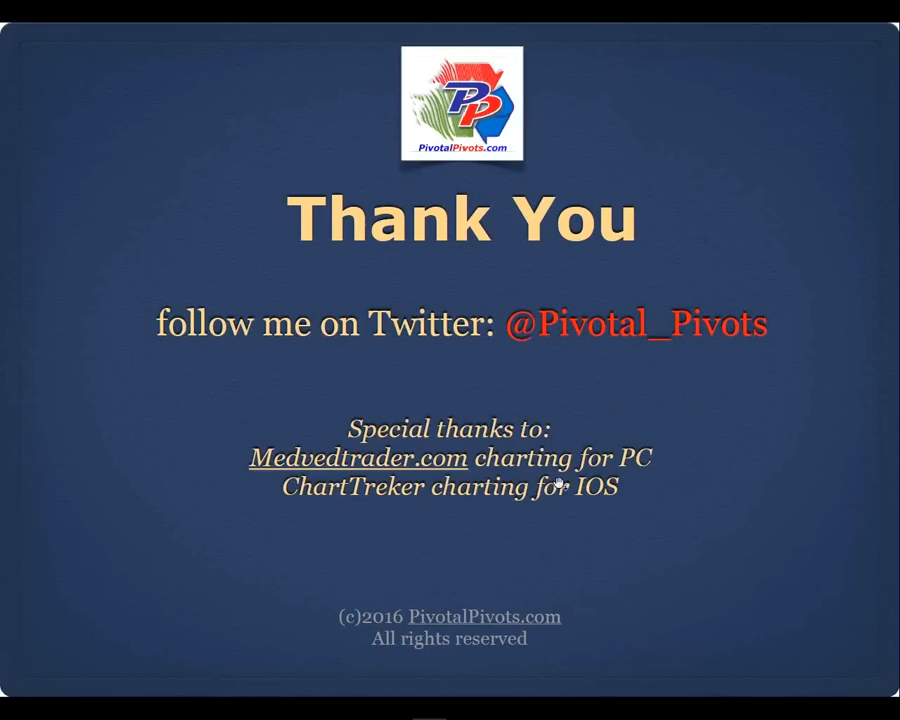 PP
PivotalPivots.com
Thank You
follow me on Twitter: @Pivotal_Pivots
Special thanks to:
Medvedtrader.com charting for PC
ChartTreker charting for IOS
(c)2016 PivotalPivots.com
All rights reserved